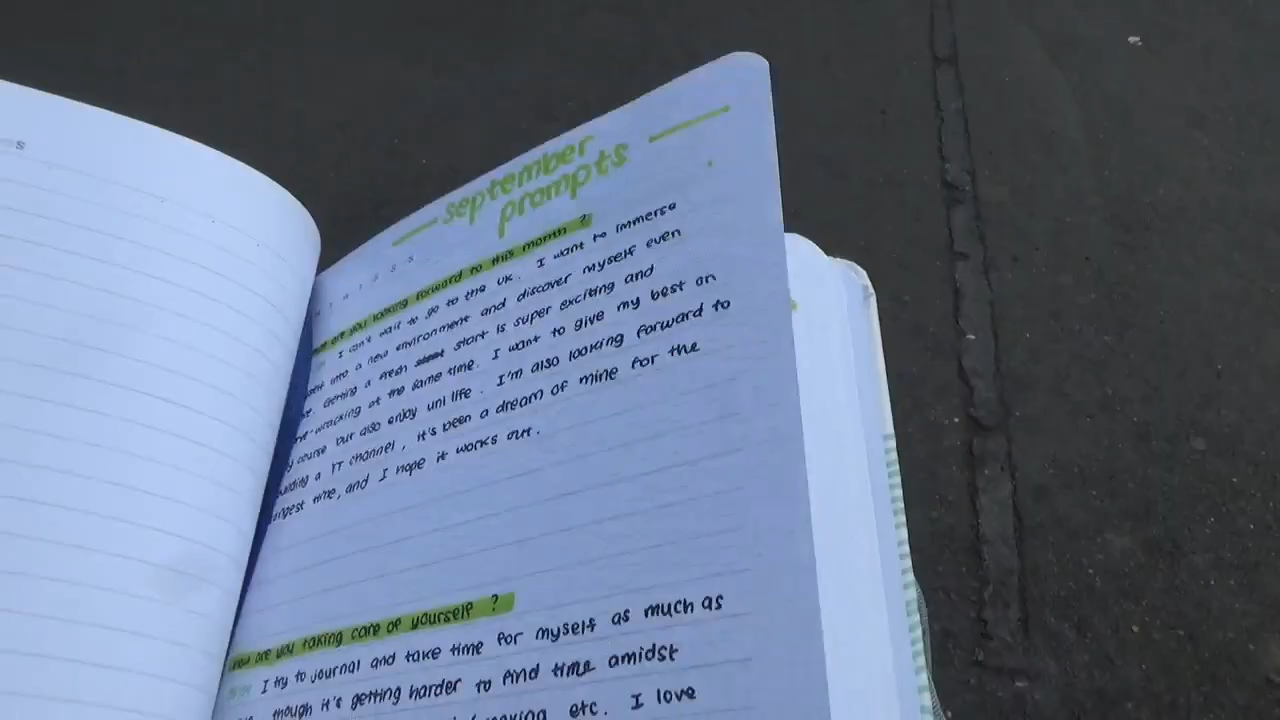 s
september
prompts
are you looking forward to this month ?
I can't wait to go to the UK. I want to immerse
into a new environment and discover myself even
Getting a fresh start is super exciting and
at the same time. I want to give my best on
course but also enjoy uni life. I'm also looking forward to
a YT channel, it's been a dream of mine for the
time, and I hope it works out.
are you taking care of yourself ?
I try to journal and take time for myself as much as
though it's getting harder to find time amidst
etc. I love